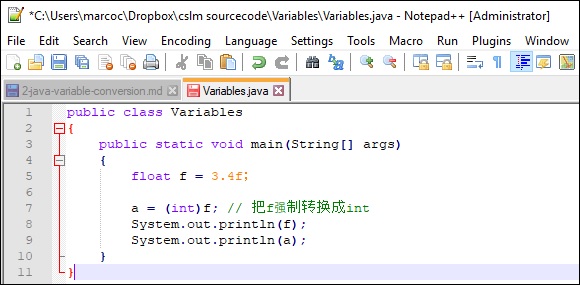 *C:\Users\marcoc\Dropbox\cslm sourcecode\Variables\Variables.java - Notepad++ [Administrator]
File Edit Search View Encoding Language Settings Tools Macro Run Plugins Window
2-java-variable-conversion.md Variables.java
1 public class Variables
2 {
3 public static void main(String[] args)
4 {
5 float f = 3.4f;
6
7 a = (int)f; // 把f强制转换成int
8 System.out.println(f);
9 System.out.println(a);
10 }
11 }